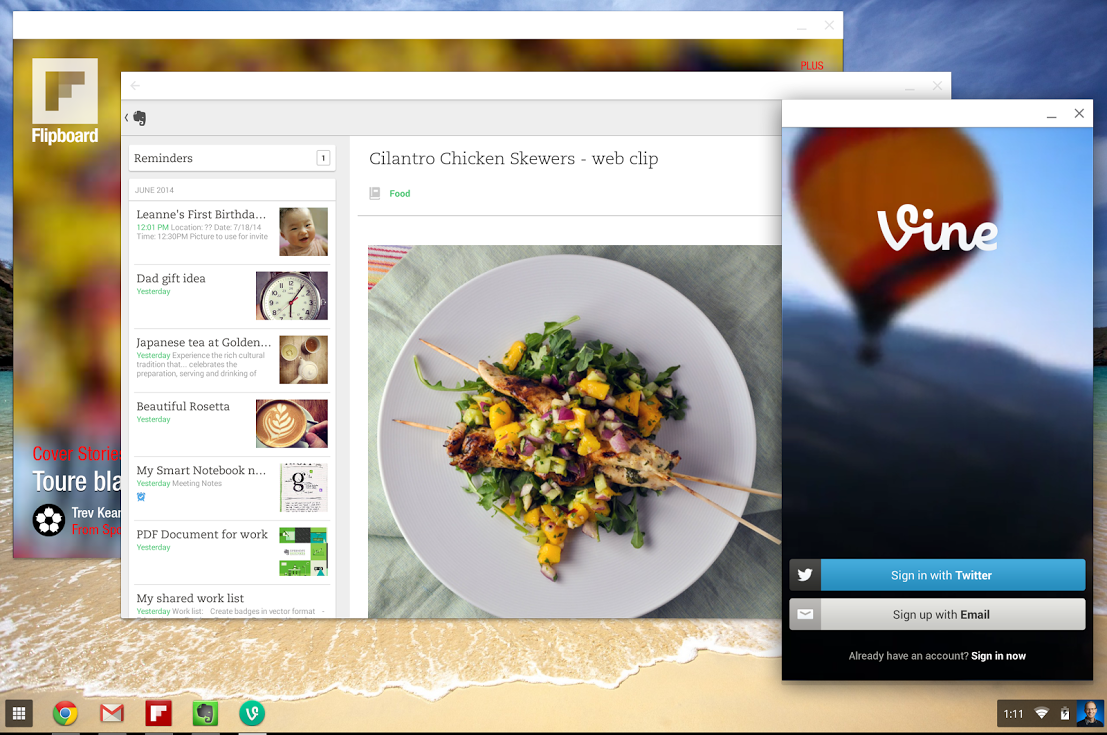 PLUS
Flipboard
Cover Stories
Toure bla
Trev Kear
From Spo
Reminders
1
JUNE 2014
Leanne's First Birthda...
12:01 PM Location: ?? Date: 7/18/14
Time: 12:30PM Picture to use for invite
Dad gift idea
Yesterday
Japanese tea at Golden...
Yesterday Experience the rich cultural
tradition that... celebrates the
preparation, serving and drinking of
Beautiful Rosetta
Yesterday
My Smart Notebook n...
Yesterday Meeting Notes
g
PDF Document for work
Yesterday
My shared work list
Yesterday Work list: Create badges in vector format -
Cilantro Chicken Skewers - web clip
Food
Vine
Sign in with Twitter
Sign up with Email
Already have an account? Sign in now
1:11